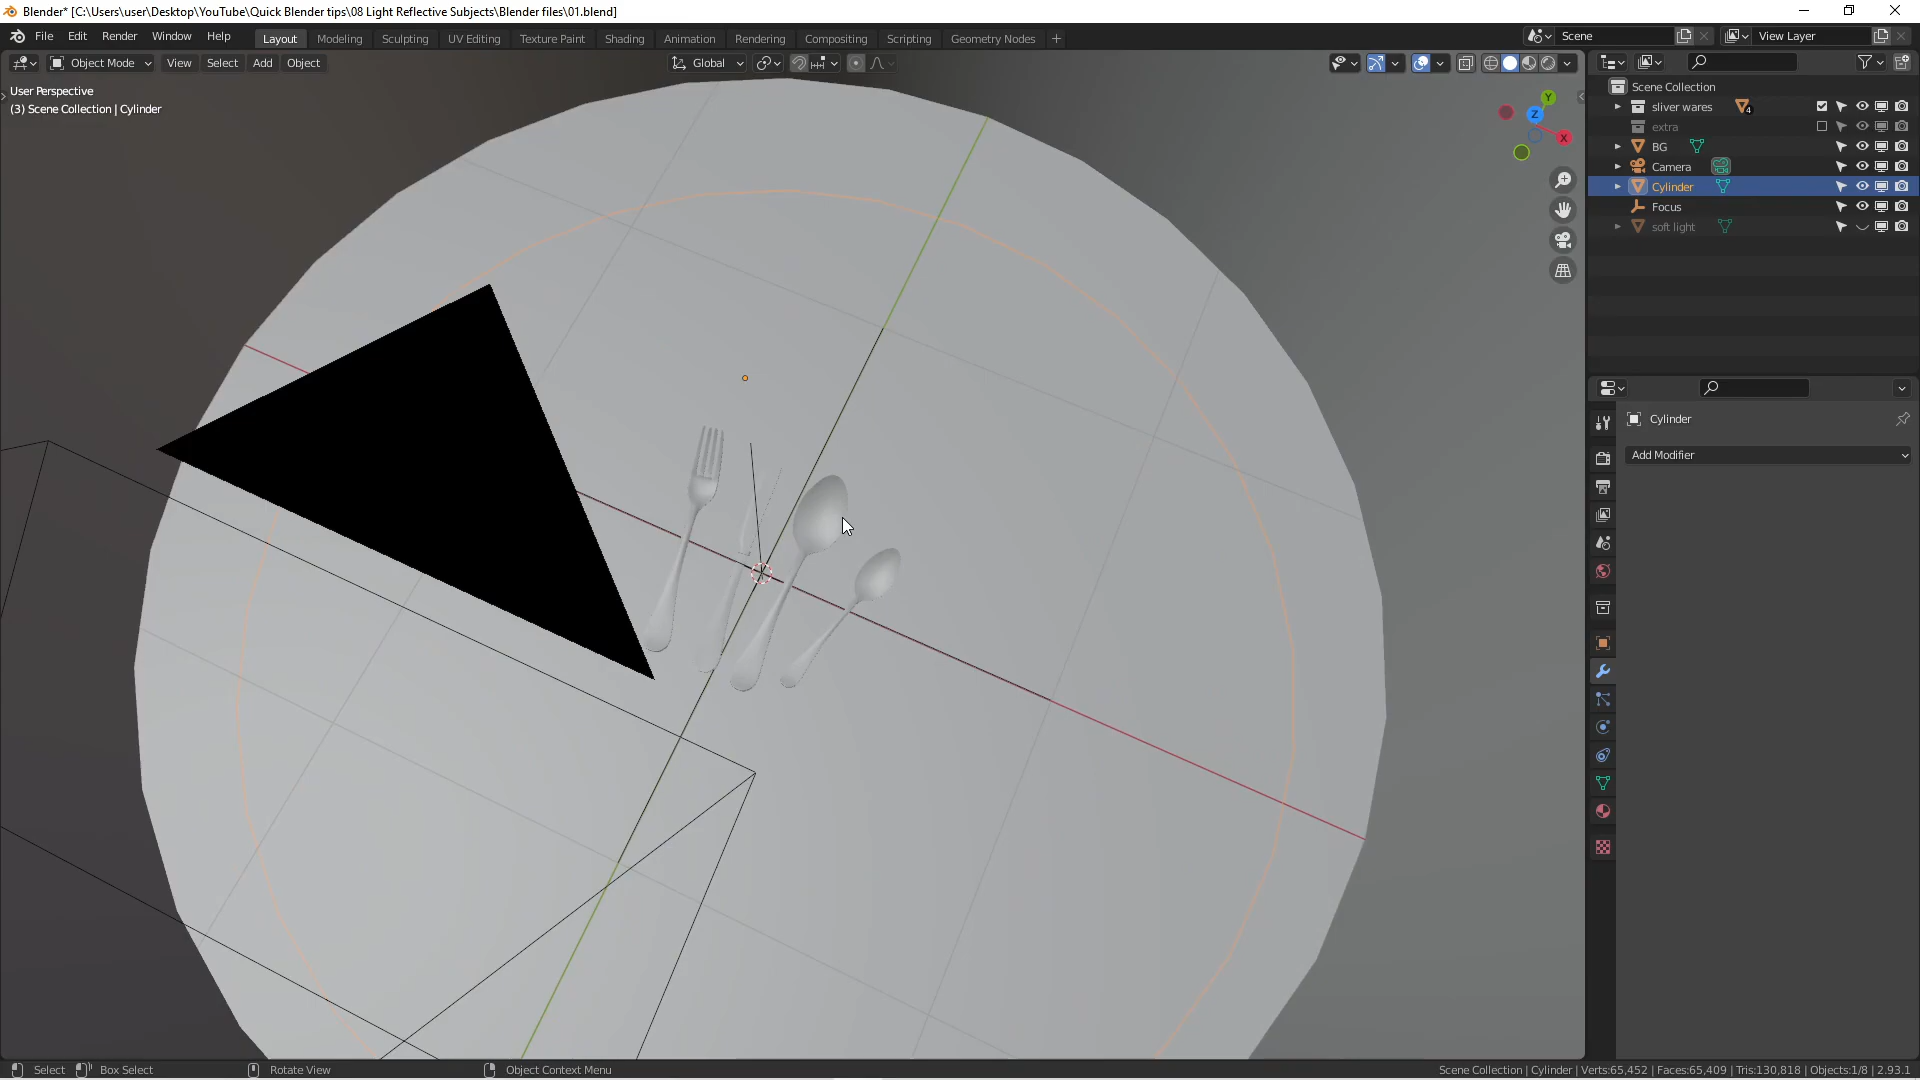 Blender* [C:\Users\user\Desktop\YouTube\Quick Blender tips\08 Light Reflective Subjects\Blender files\01.blend]
File Edit Render Window Help Layout Modeling Sculpting UV Editing Texture Paint Shading Animation Rendering Compositing Scripting Geometry Nodes + Scene View Layer
Object Mode View Select Add Object Global
User Perspective
(3) Scene Collection | Cylinder
Y
Z
X
Scene Collection
sliver wares 4
extra
BG
Camera
Cylinder
Focus
soft light
Cylinder
Add Modifier
Select Box Select Rotate View Object Context Menu Scene Collection | Cylinder | Verts:65,452 | Faces:65,409 | Tris:130,818 | Objects:1/8 | 2.93.1